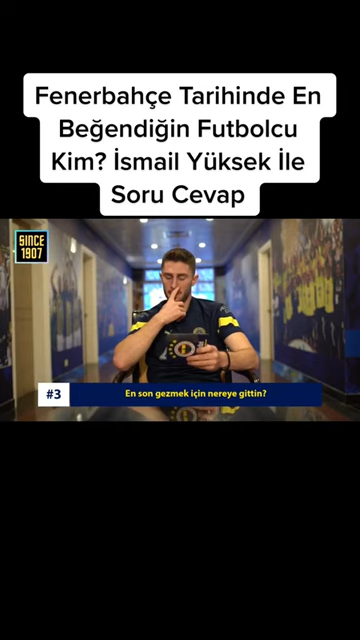 Fenerbahçe Tarihinde En
Beğendiğin Futbolcu
Kim? İsmail Yüksek İle
Soru Cevap
SINCE
1907
#3 En son gezmek için nereye gittin?